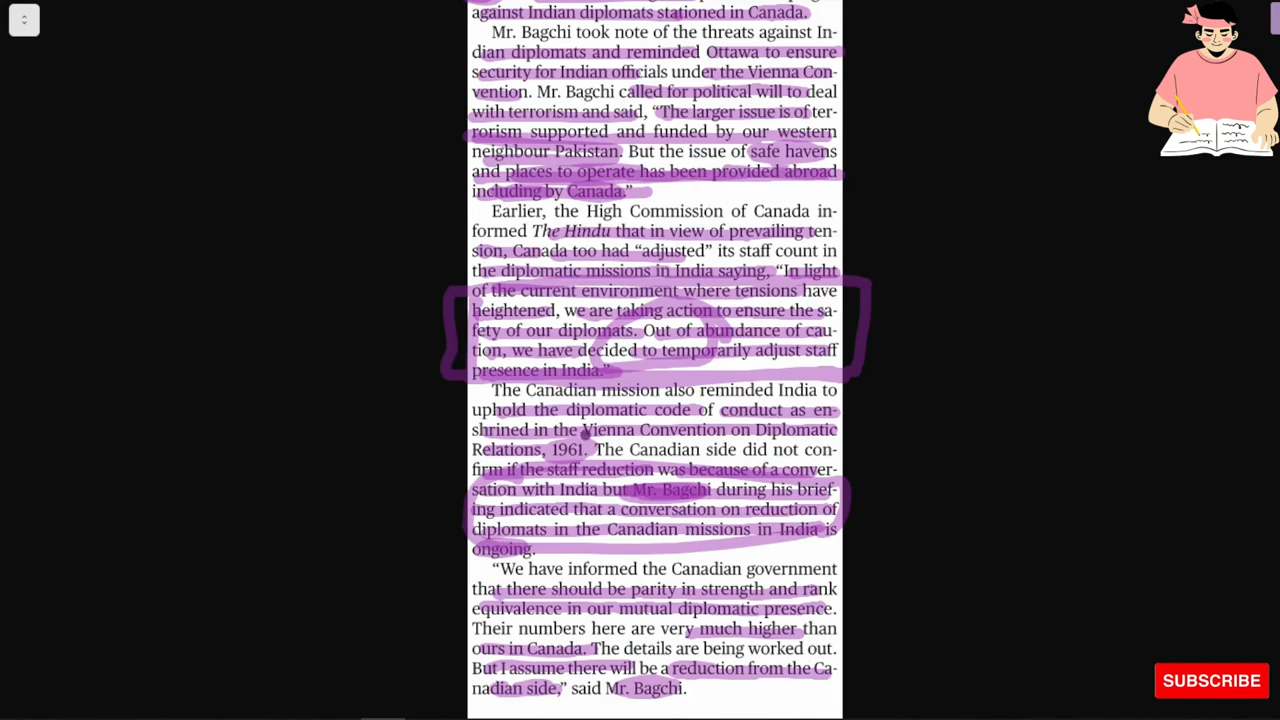 against Indian diplomats stationed in Canada.
Mr. Bagchi took note of the threats against In-
dian diplomats and reminded Ottawa to ensure
security for Indian officials under the Vienna Con-
vention. Mr. Bagchi called for political will to deal
with terrorism and said, “The larger issue is of ter-
rorism supported and funded by our western
neighbour Pakistan. But the issue of safe havens
and places to operate has been provided abroad
including by Canada.”
Earlier, the High Commission of Canada in-
formed The Hindu that in view of prevailing ten-
sion, Canada too had “adjusted” its staff count in
the diplomatic missions in India saying, “In light
of the current environment where tensions have
heightened, we are taking action to ensure the sa-
fety of our diplomats. Out of abundance of cau-
tion, we have decided to temporarily adjust staff
presence in India.”
The Canadian mission also reminded India to
uphold the diplomatic code of conduct as en-
shrined in the Vienna Convention on Diplomatic
Relations, 1961. The Canadian side did not con-
firm if the staff reduction was because of a conver-
sation with India but Mr. Bagchi during his brief-
ing indicated that a conversation on reduction of
diplomats in the Canadian missions in India is
ongoing.
“We have informed the Canadian government
that there should be parity in strength and rank
equivalence in our mutual diplomatic presence.
Their numbers here are very much higher than
ours in Canada. The details are being worked out.
But I assume there will be a reduction from the Ca-
nadian side,” said Mr. Bagchi.
SUBSCRIBE